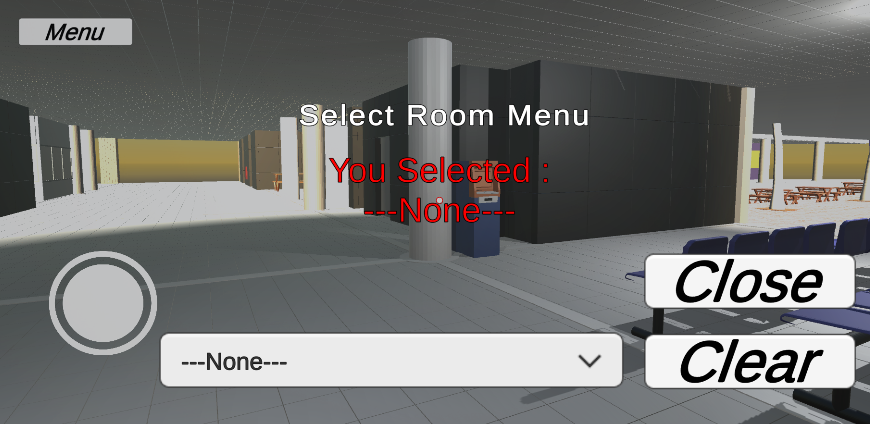 Menu
Select Room Menu
You Selected :
---None---
Close
---None---
Clear